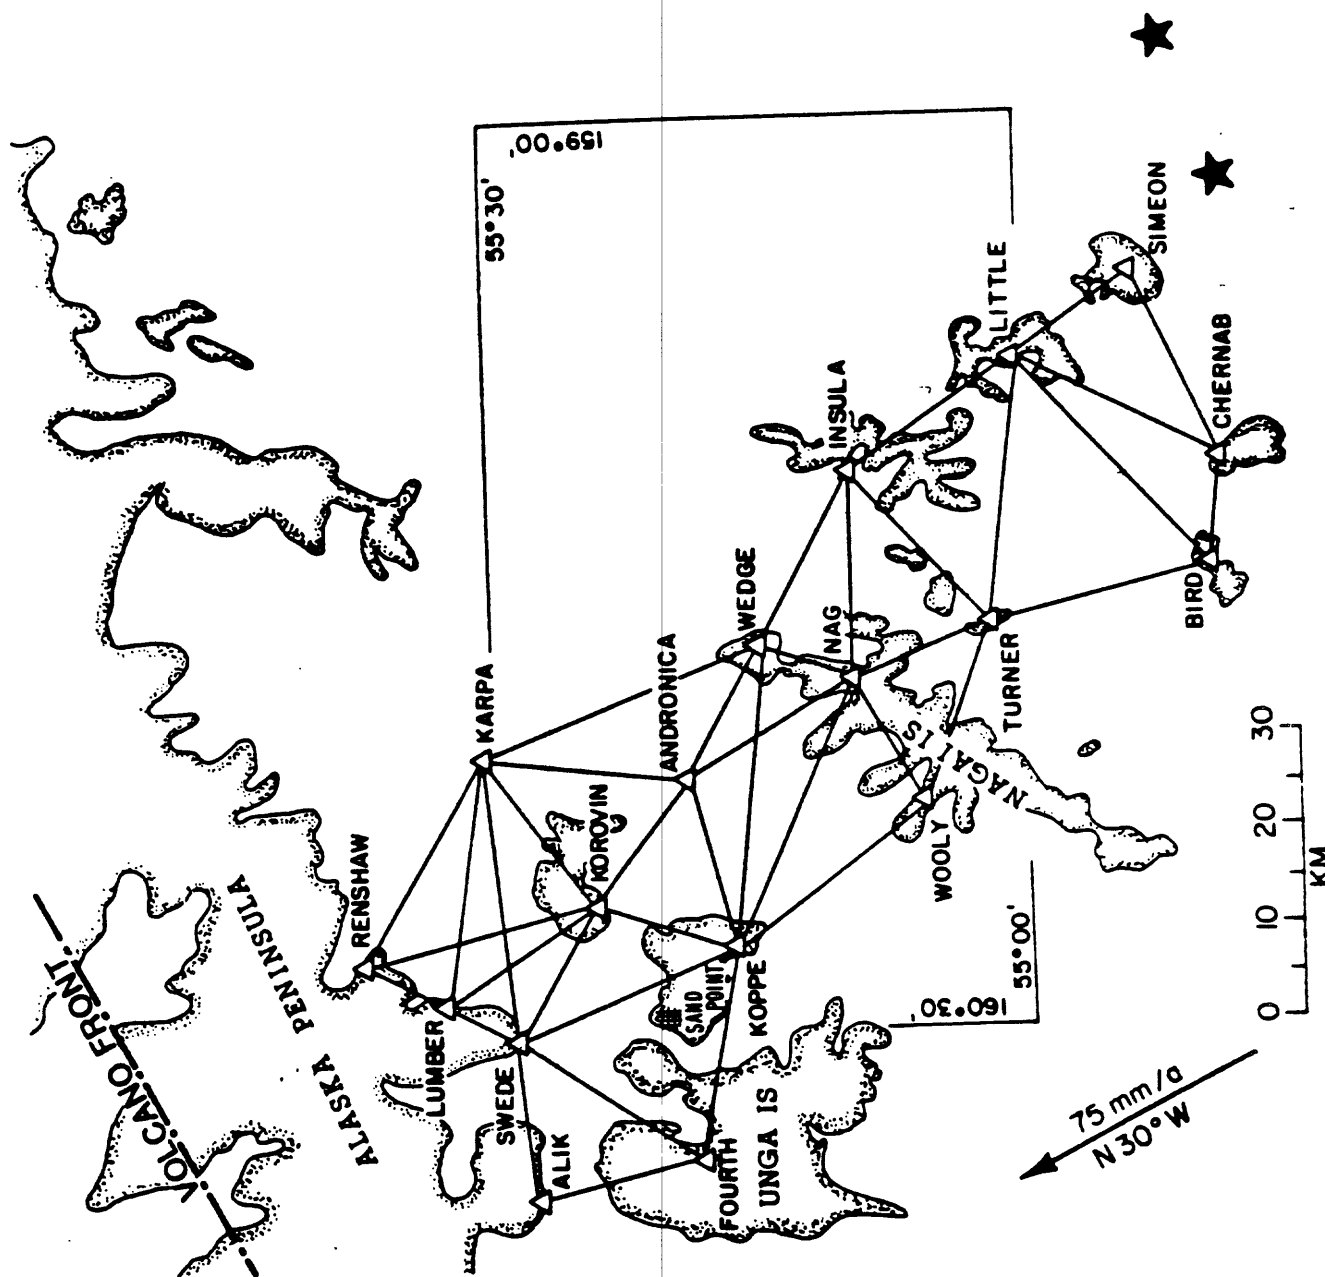 159°00'
55°30'
SIMEON
LITTLE
CHERNAB
INSULA
BIRD
WEDGE
NAG
TURNER
KARPA
ANDRONICA
NAGAI IS
KOROVIN
WOOLY
RENSHAW
VOLCANO FRONT
ALASKA PENINSULA
SAND
POINT
KOPPE
55°00'
160°30'
LUMBER
SWEDE
ALIK
FOURTH
UNGA IS
0 10 20 30
KM
75 mm/a
N 30° W